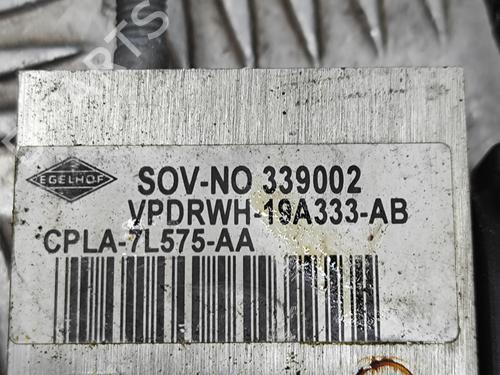 EGELHOF
SOV-NO 339002
VPDRWH-19A333-AB
CPLA-7L575-AA